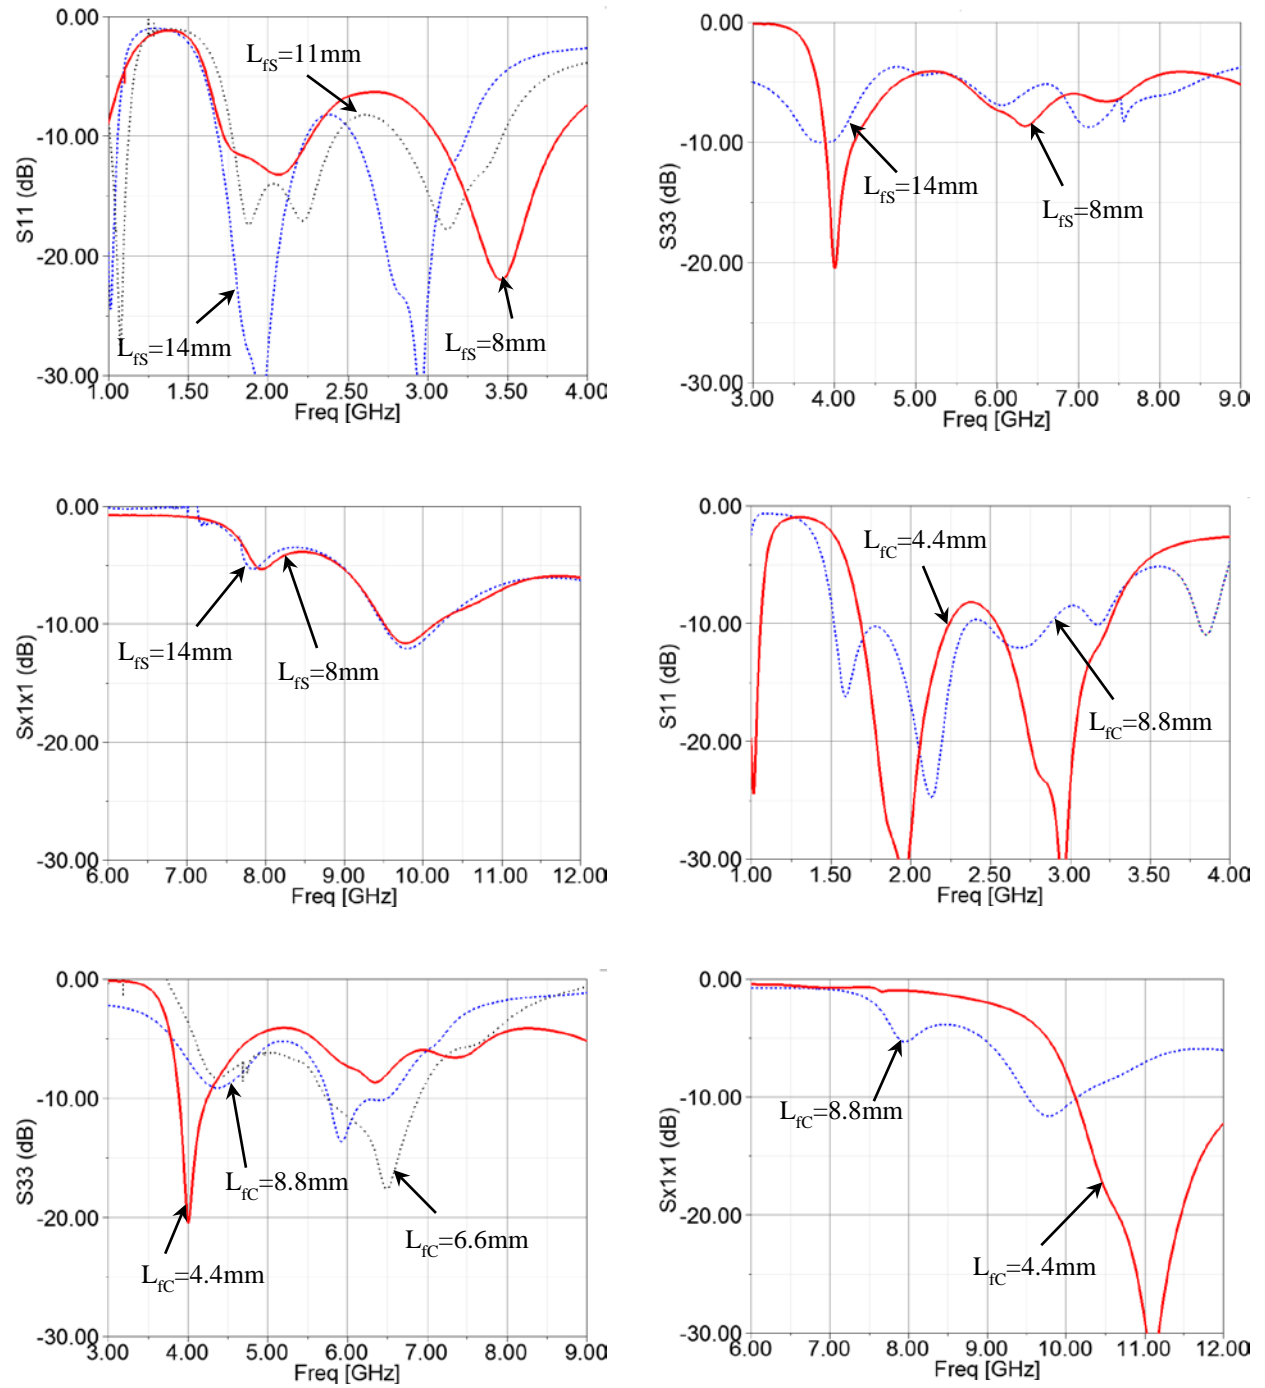 0.00
-10.00
-20.00
-30.00
S11 (dB)
LfS=11mm
LfS=14mm
LfS=8mm
1.00 1.50 2.00 2.50 3.00 3.50 4.00
Freq [GHz]
0.00
-10.00
-20.00
-30.00
S33 (dB)
LfS=14mm
LfS=8mm
3.00 4.00 5.00 6.00 7.00 8.00 9.0
Freq [GHz]
0.00
-10.00
-20.00
-30.00
Sx1x1 (dB)
LfS=14mm
LfS=8mm
6.00 7.00 8.00 9.00 10.00 11.00 12.00
Freq [GHz]
0.00
-10.00
-20.00
-30.00
S11 (dB)
LfC=4.4mm
LfC=8.8mm
1.00 1.50 2.00 2.50 3.00 3.50 4.00
Freq [GHz]
0.00
-10.00
-20.00
-30.00
S33 (dB)
LfC=8.8mm
LfC=6.6mm
LfC=4.4mm
3.00 4.00 5.00 6.00 7.00 8.00 9.00
Freq [GHz]
0.00
-10.00
-20.00
-30.00
Sx1x1 (dB)
LfC=8.8mm
LfC=4.4mm
6.00 7.00 8.00 9.00 10.00 11.00 12.00
Freq [GHz]